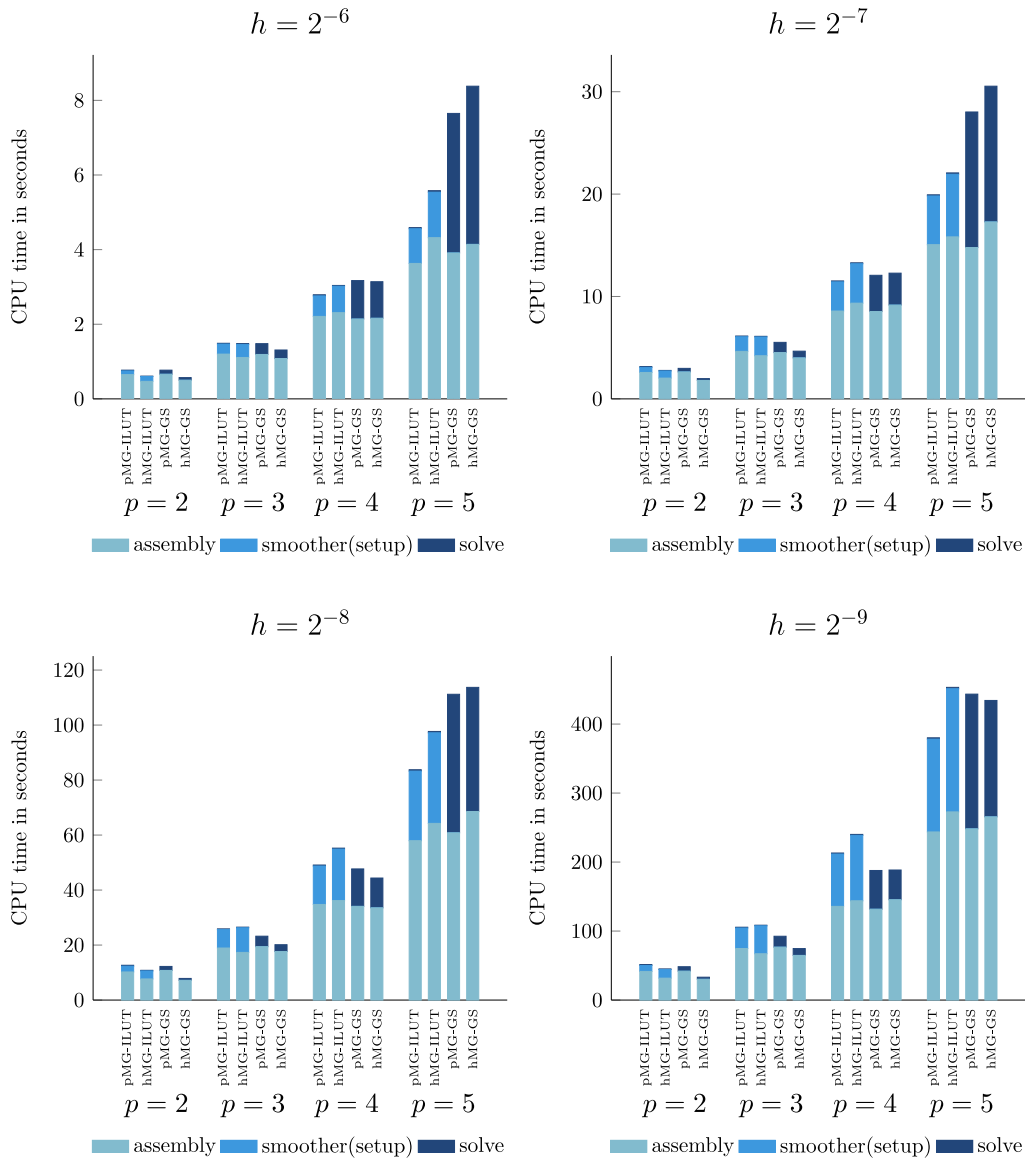 h = 2⁻⁶
CPU time in seconds
8
6
4
2
0
pMG-ILUT
hMG-ILUT
pMG-GS
hMG-GS
pMG-ILUT
hMG-ILUT
pMG-GS
hMG-GS
pMG-ILUT
hMG-ILUT
pMG-GS
hMG-GS
pMG-ILUT
hMG-ILUT
pMG-GS
hMG-GS
p = 2
p = 3
p = 4
p = 5
assembly smoother(setup) solve
h = 2⁻⁷
CPU time in seconds
30
20
10
0
pMG-ILUT
hMG-ILUT
pMG-GS
hMG-GS
pMG-ILUT
hMG-ILUT
pMG-GS
hMG-GS
pMG-ILUT
hMG-ILUT
pMG-GS
hMG-GS
pMG-ILUT
hMG-ILUT
pMG-GS
hMG-GS
p = 2
p = 3
p = 4
p = 5
assembly smoother(setup) solve
h = 2⁻⁸
CPU time in seconds
120
100
80
60
40
20
0
pMG-ILUT
hMG-ILUT
pMG-GS
hMG-GS
pMG-ILUT
hMG-ILUT
pMG-GS
hMG-GS
pMG-ILUT
hMG-ILUT
pMG-GS
hMG-GS
pMG-ILUT
hMG-ILUT
pMG-GS
hMG-GS
p = 2
p = 3
p = 4
p = 5
assembly smoother(setup) solve
h = 2⁻⁹
CPU time in seconds
400
300
200
100
0
pMG-ILUT
hMG-ILUT
pMG-GS
hMG-GS
pMG-ILUT
hMG-ILUT
pMG-GS
hMG-GS
pMG-ILUT
hMG-ILUT
pMG-GS
hMG-GS
pMG-ILUT
hMG-ILUT
pMG-GS
hMG-GS
p = 2
p = 3
p = 4
p = 5
assembly smoother(setup) solve